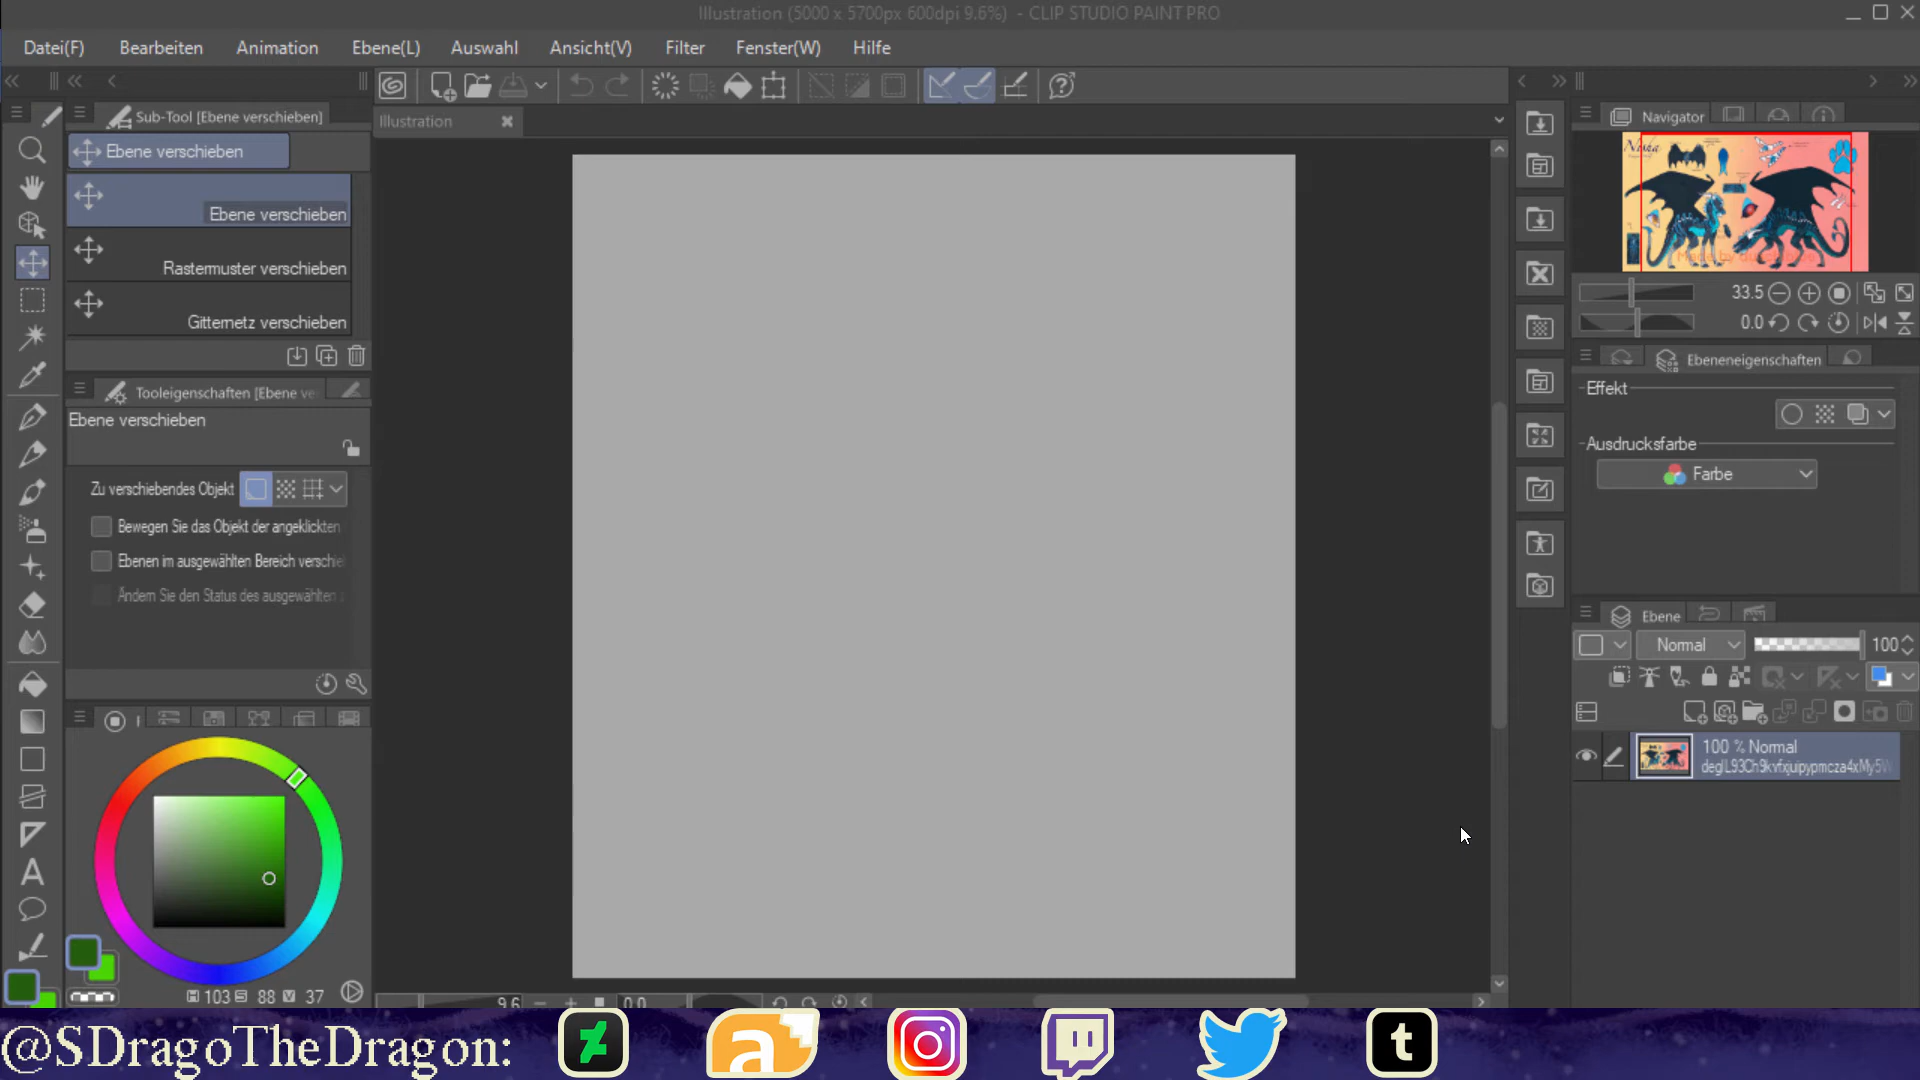 Illustration (5000 x 5700px 600dpi 9.6%) - CLIP STUDIO PAINT PRO
Datei(F) Bearbeiten Animation Ebene(L) Auswahl Ansicht(V) Filter Fenster(W) Hilfe
Sub-Tool [Ebene verschieben]
Ebene verschieben
Ebene verschieben
Rastermuster verschieben
Gitternetz verschieben
Tooleigenschaften [Ebene ve
Ebene verschieben
Zu verschiebendes Objekt
Bewegen Sie das Objekt der angeklickten
Ebenen im ausgewählten Bereich verschie
Ändern Sie den Status des ausgewählten
H 103 S 88 V 37
Illustration
9.6 0.0
Navigator
33.5
0.0
Ebeneneigenschaften
Effekt
Ausdrucksfarbe
Farbe
Ebene
Normal 100
100 % Normal
@SDragoTheDragon: